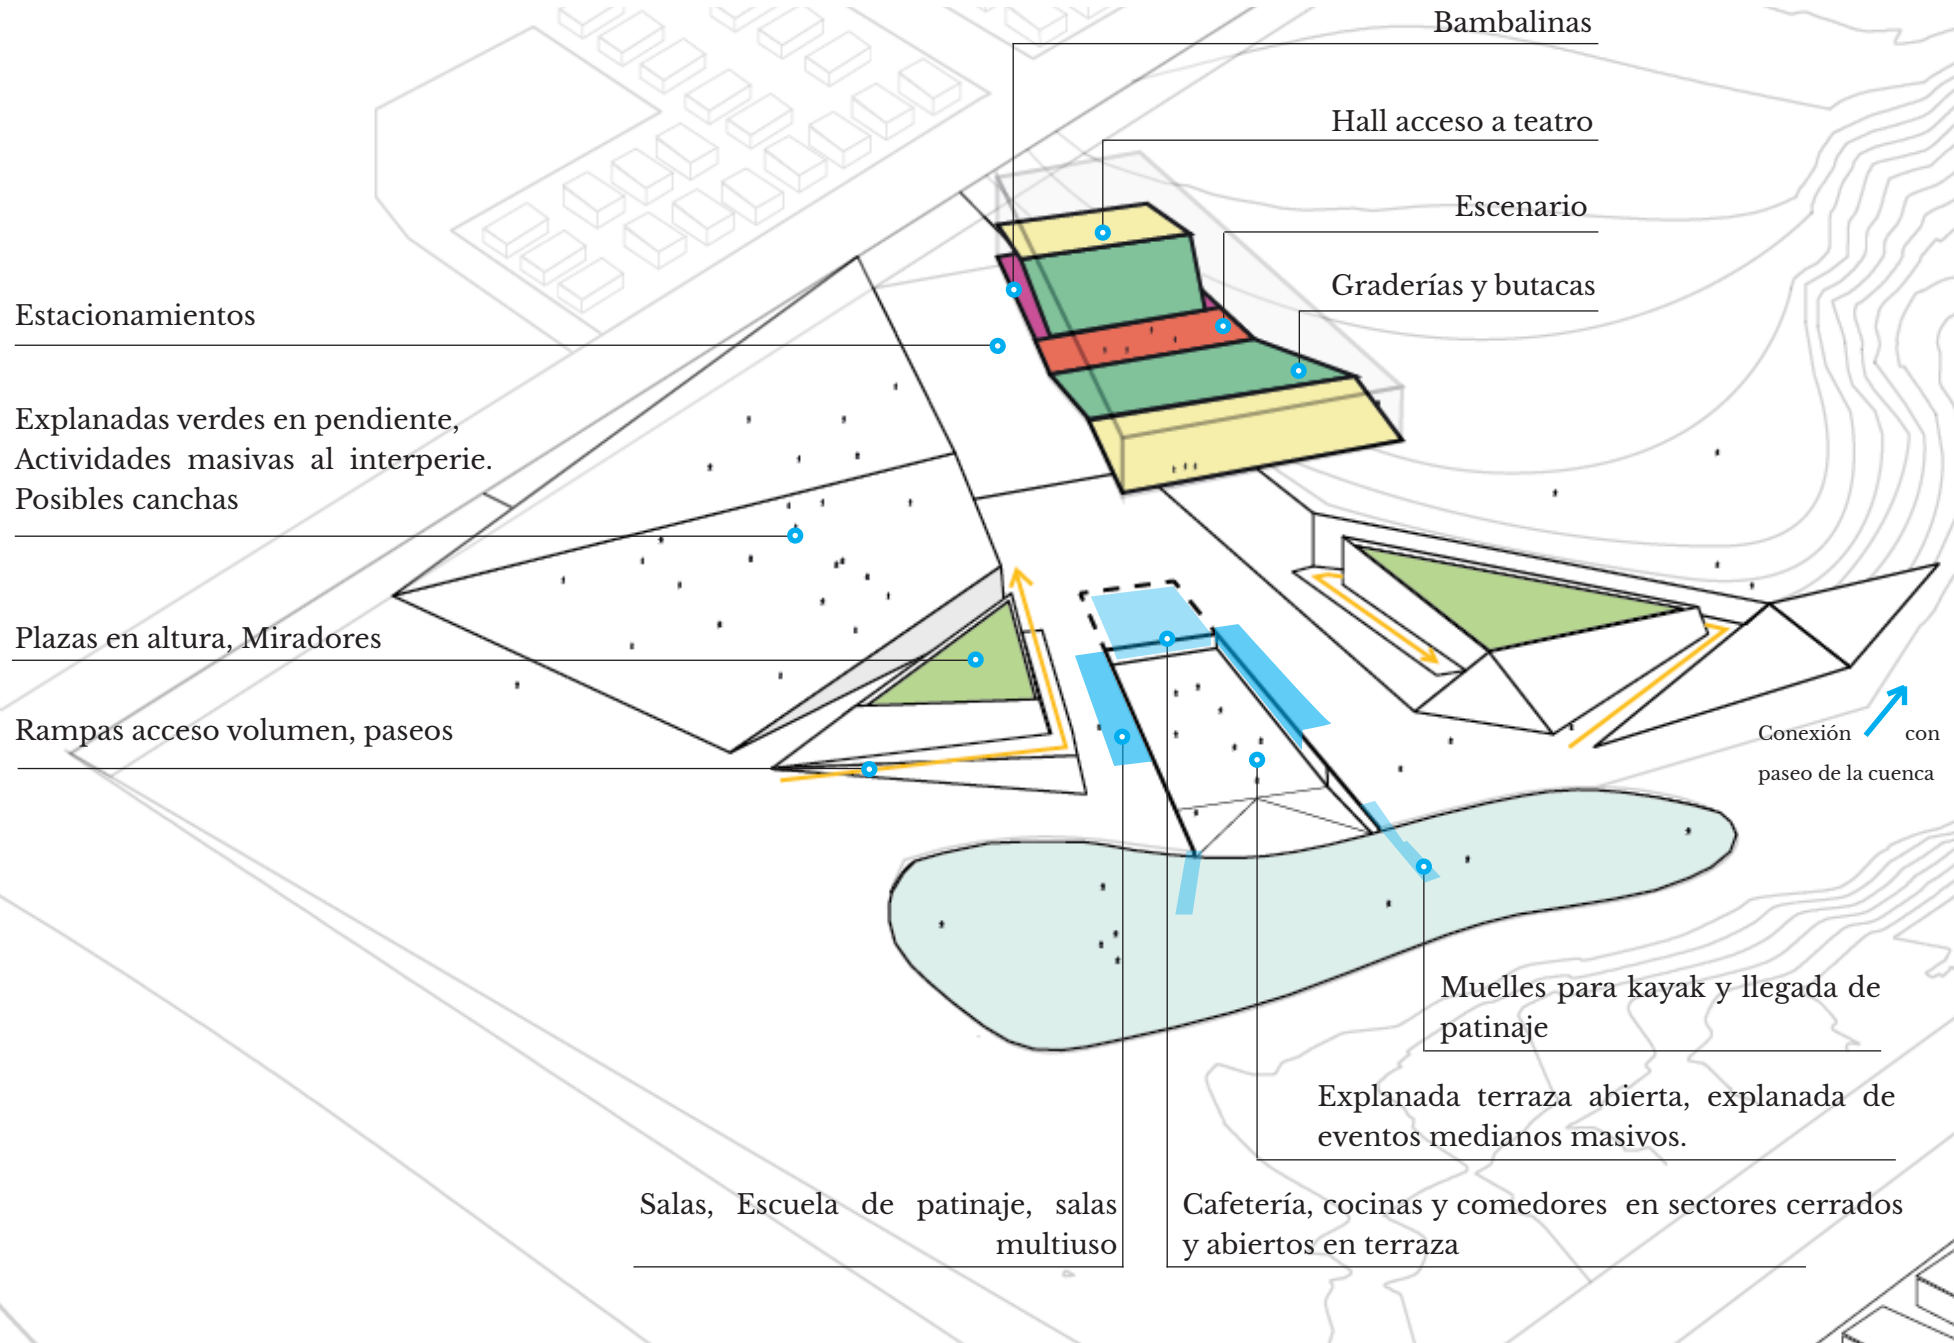 Bambalinas
Hall acceso a teatro
Escenario
Graderías y butacas
Estacionamientos
Explanadas verdes en pendiente,
Actividades masivas al interperie.
Posibles canchas
Plazas en altura, Miradores
Rampas acceso volumen, paseos
Conexión con
paseo de la cuenca
Muelles para kayak y llegada de
patinaje
Explanada terraza abierta, explanada de
eventos medianos masivos.
Salas, Escuela de patinaje, salas
multiuso
Cafetería, cocinas y comedores en sectores cerrados
y abiertos en terraza